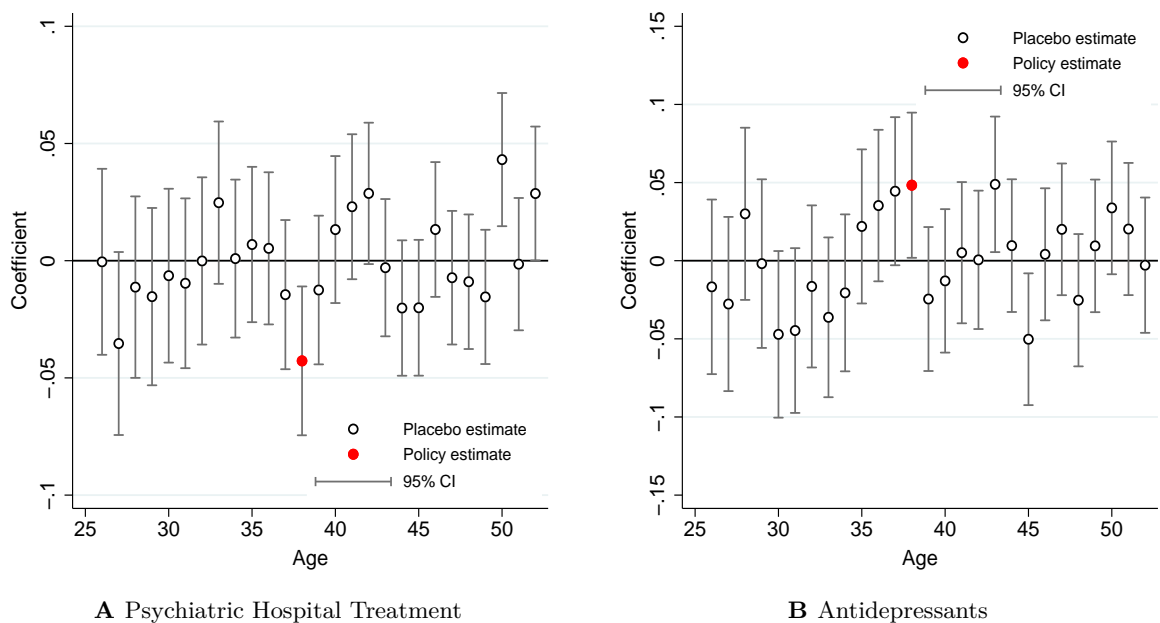 .1
.05
0
-.05
-.1
Coefficient
25 30 35 40 45 50
Age
Placebo estimate
Policy estimate
95% CI
A Psychiatric Hospital Treatment
.15
.1
.05
0
-.05
-.1
-.15
Coefficient
25 30 35 40 45 50
Age
Placebo estimate
Policy estimate
95% CI
B Antidepressants